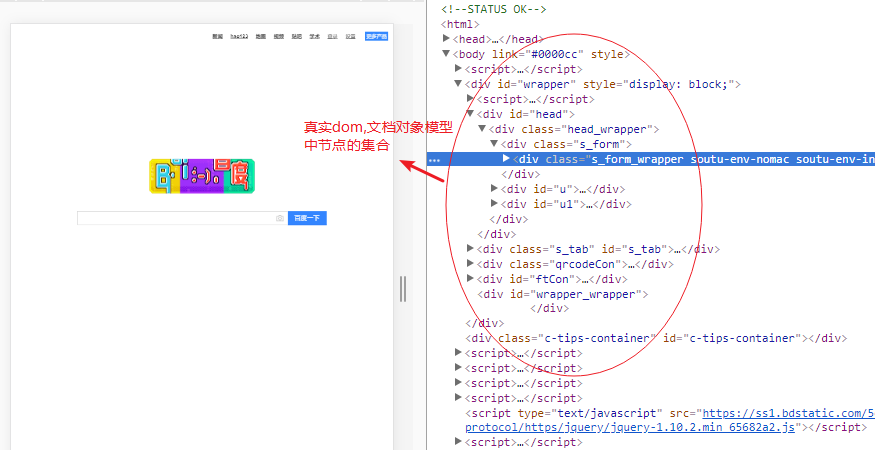 新闻 hao123 地图 视频 贴吧 学术 登录 设置 更多产品
百度一下
真实dom,文档对象模型
中节点的集合
<!--STATUS OK-->
<html>
<head>…</head>
<body link="#0000cc" style>
<script>…</script>
<div id="wrapper" style="display: block;">
<script>…</script>
<div id="head">
<div class="head_wrapper">
<div class="s_form">
<div class="s_form_wrapper soutu-env-nomac soutu-env-in
</div>
<div id="u">…</div>
<div id="u1">…</div>
</div>
</div>
<div class="s_tab" id="s_tab">…</div>
<div class="qrcodeCon">…</div>
<div id="ftCon">…</div>
<div id="wrapper_wrapper">
</div>
</div>
<div class="c-tips-container" id="c-tips-container"></div>
<script>…</script>
<script>…</script>
<script>…</script>
<script>…</script>
<script type="text/javascript" src="https://ss1.bdstatic.com/5
protocol/https/jquery/jquery-1.10.2.min_65682a2.js"></script>
<script>…</script>